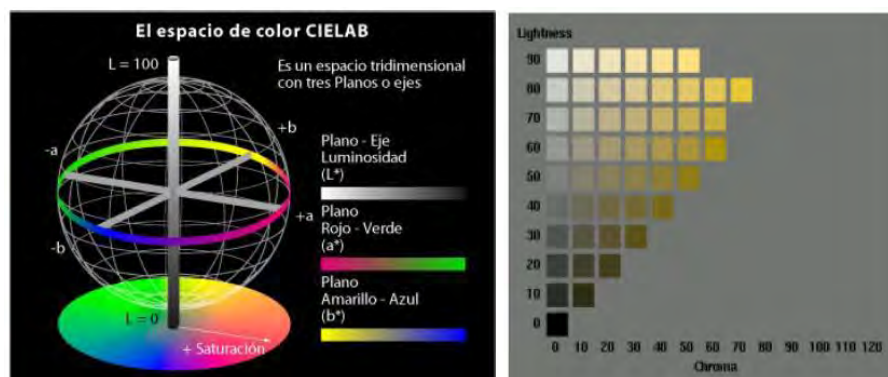 El espacio de color CIELAB
L = 100
Es un espacio tridimensional
con tres Planos o ejes
+b
-a
Plano - Eje
Luminosidad
(L*)
Plano
Rojo - Verde
(a*)
+a
-b
Plano
Amarillo - Azul
(b*)
L = 0
+ Saturación
Lightness
90
80
70
60
50
40
30
20
10
0
0 10 20 30 40 50 60 70 80 90 100 110 120
Chroma